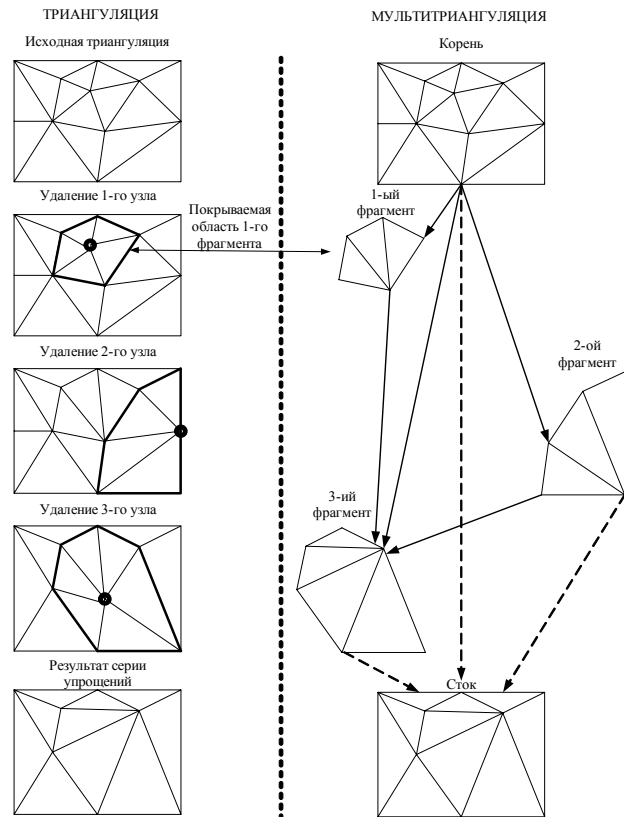 ТРИАНГУЛЯЦИЯ
Исходная триангуляция
Удаление 1-го узла
Удаление 2-го узла
Удаление 3-го узла
Результат серии
упрощений
Покрываемая
область 1-го
фрагмента
МУЛЬТИТРИАНГУЛЯЦИЯ
Корень
1-ый
фрагмент
2-ой
фрагмент
3-ий
фрагмент
Сток